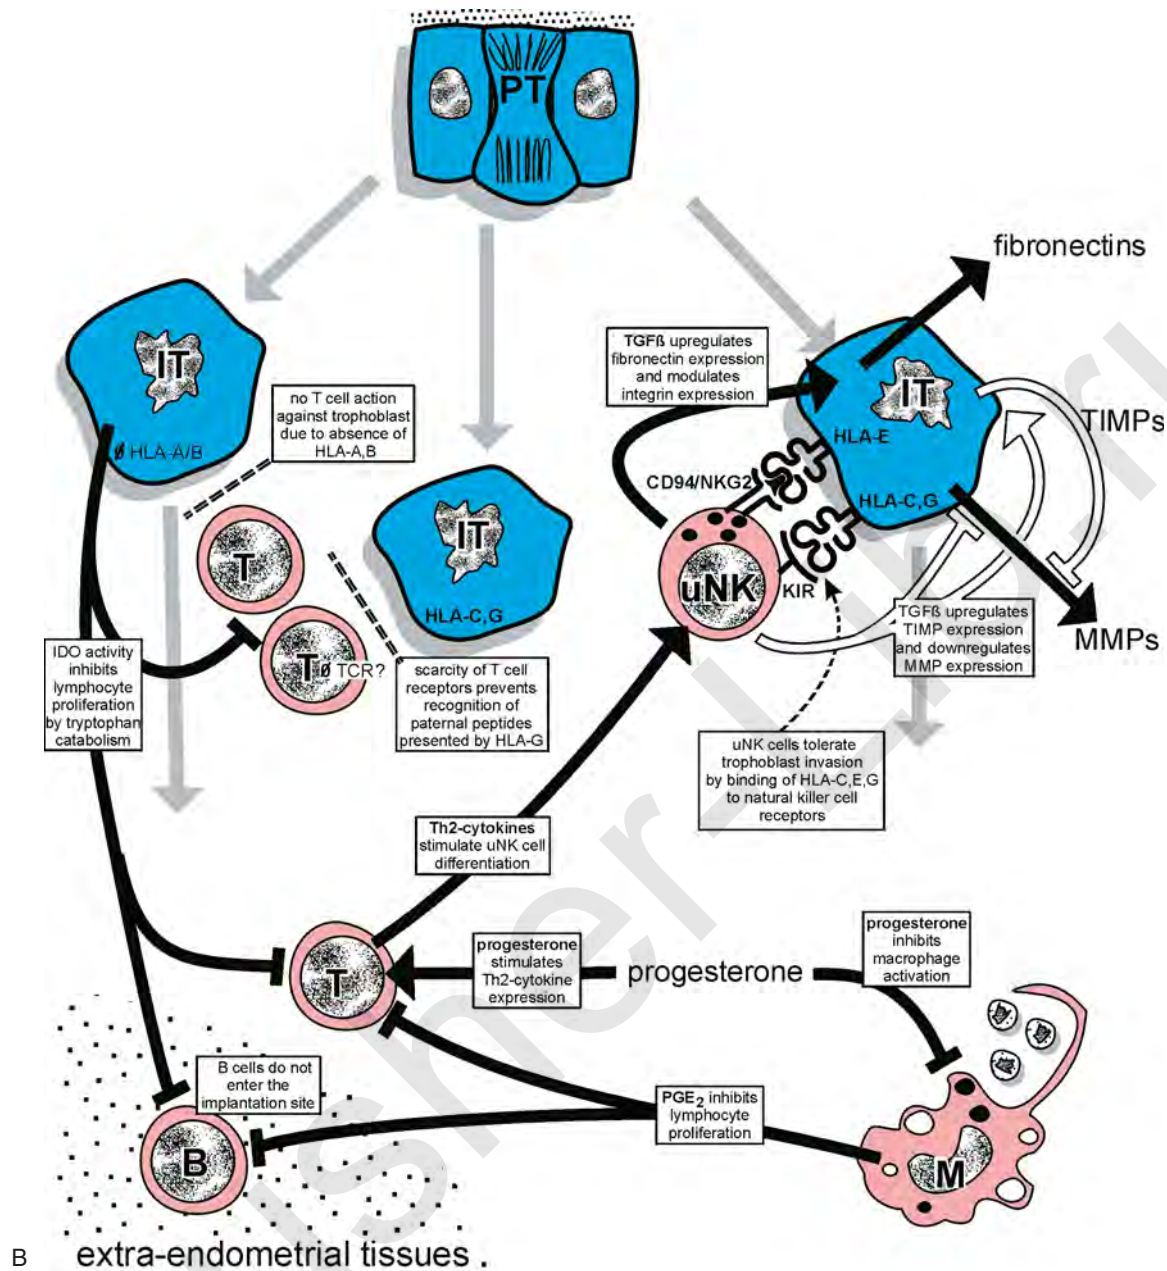 PT
fibronectins
TGFß upregulates
fibronectin expression
and modulates
integrin expression
IT
Ø HLA-A/B
no T cell action
against trophoblast
due to absence of
HLA-A,B
IT
HLA-E
HLA-C,G
TIMPs
CD94/NKG2
IT
HLA-C,G
T
uNK
KIR
TGFß upregulates
TIMP expression
and downregulates
MMP expression
MMPs
IDO activity
inhibits
lymphocyte
proliferation
by tryptophan
catabolism
T Ø TCR?
scarcity of T cell
receptors prevents
recognition of
paternal peptides
presented by HLA-G
uNK cells tolerate
trophoblast invasion
by binding of HLA-C,E,G
to natural killer cell
receptors
Th2-cytokines
stimulate uNK cell
differentiation
T
progesterone
stimulates
Th2-cytokine
expression
progesterone
progesterone
inhibits
macrophage
activation
B cells do not
enter the
implantation site
B
PGE2 inhibits
lymphocyte
proliferation
M
B extra-endometrial tissues .